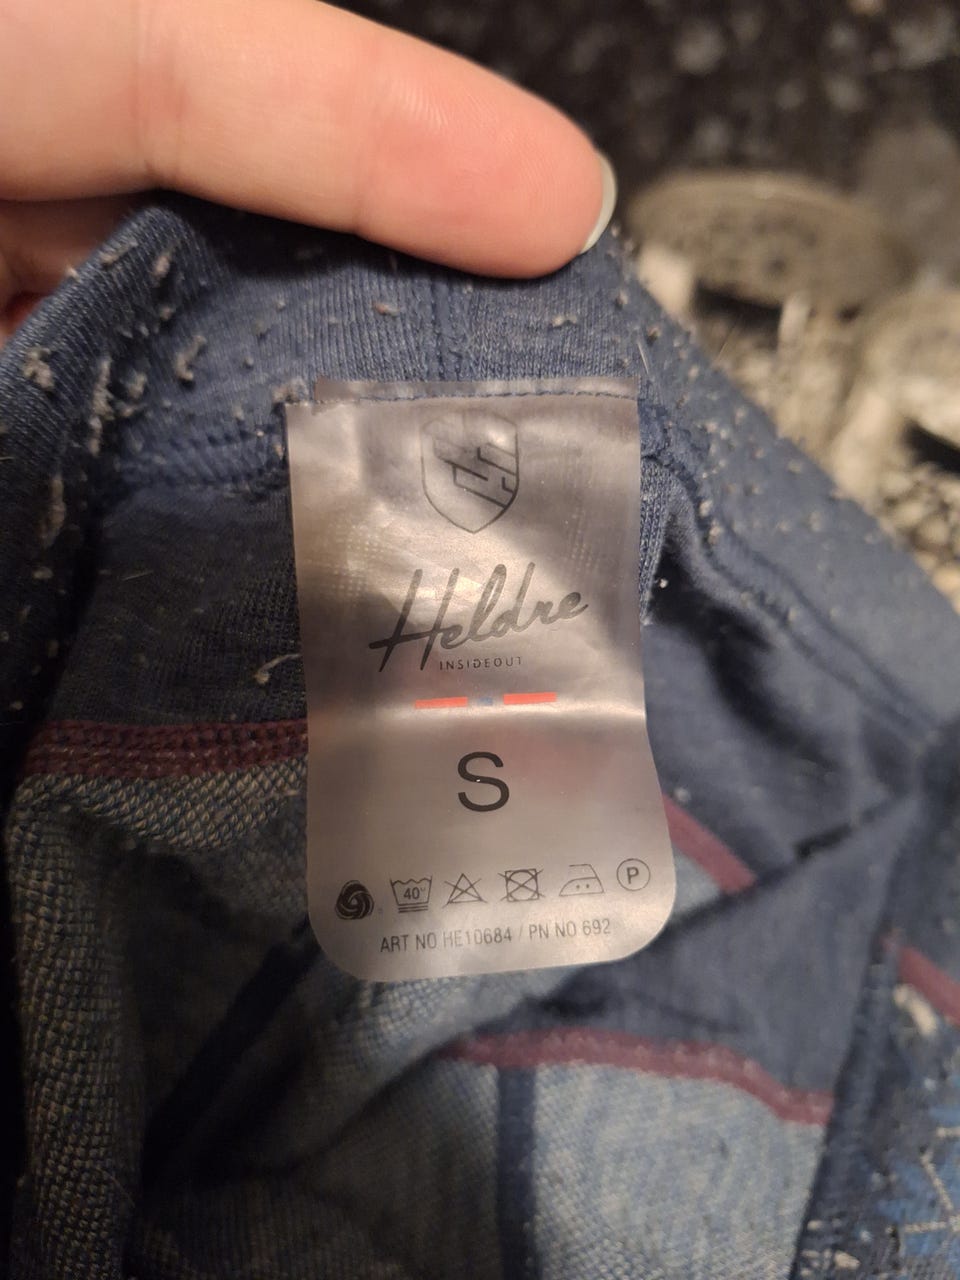 Heldre
INSIDEOUT
S
40°
P
ART NO HE10684 / PN NO 692